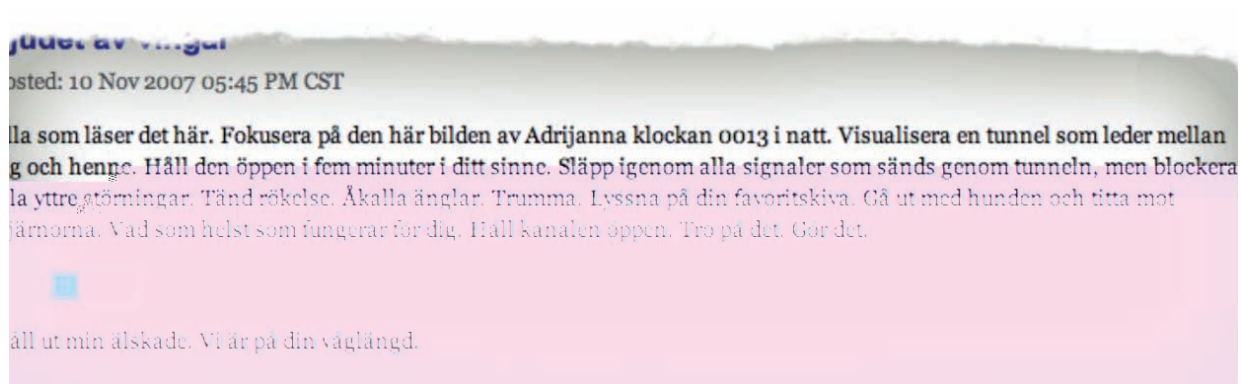 osted: 10 Nov 2007 05:45 PM CST
lla som läser det här. Fokusera på den här bilden av Adrijanna klockan 0013 i natt. Visualisera en tunnel som leder mellan
g och henne. Håll den öppen i fem minuter i ditt sinne. Släpp igenom alla signaler som sänds genom tunneln, men blockera
la yttre störningar. Tänd rökelse. Åkalla änglar. Trumma. Lyssna på din favoritskiva. Gå ut med hunden och titta mot
järnorna. Vad som helst som fungerar för dig. Håll kanalen öppen. Tro på det. Gör det.
åll ut min älskade. Vi är på din våglängd.